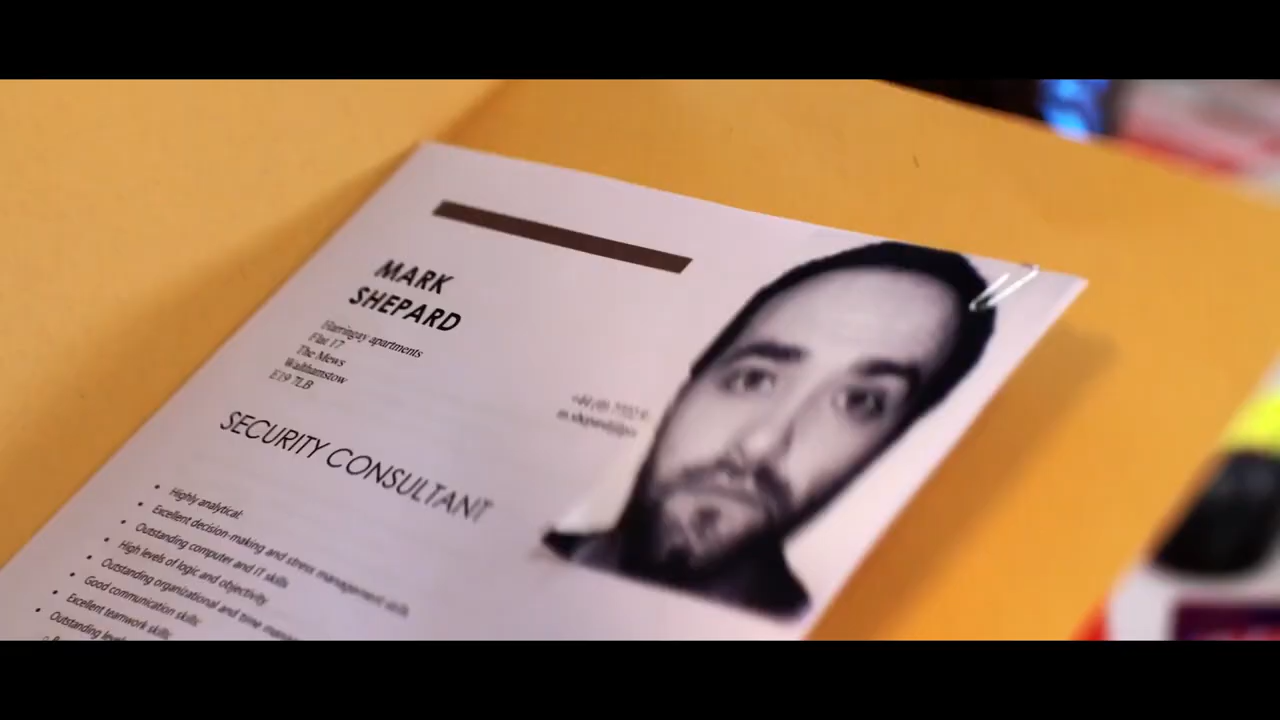 MARK
SHEPARD
Harringay apartments
Flat 17
The Mews
Walthamstow
E19 7LB
SECURITY CONSULTANT
• Highly analytical:
• Excellent decision-making and stress management skills
• Outstanding computer and IT skills
• High levels of logic and objectivity
• Outstanding organizational and time
• Good communication skills:
• Excellent teamwork skills:
• Outstanding